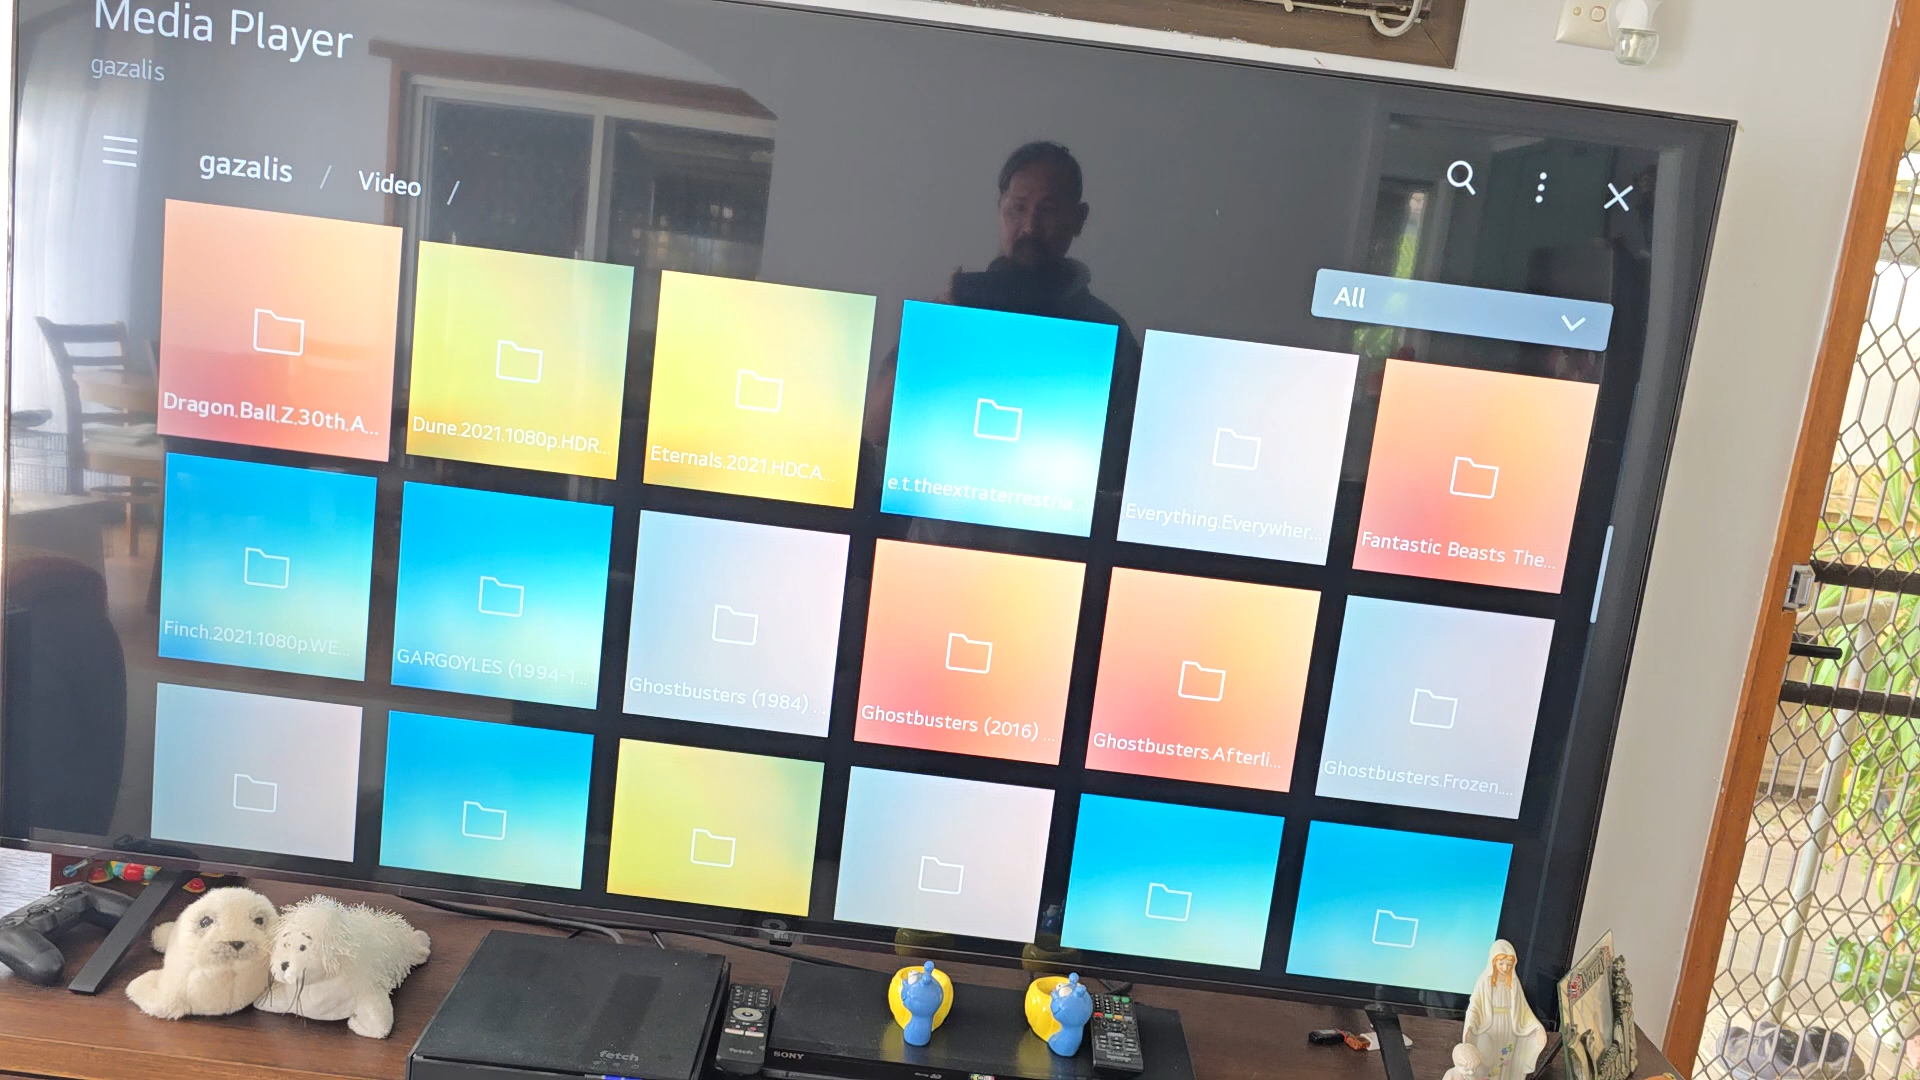 Media Player
gazalis
gazalis / Video /
All
Dragon.Ball.Z.30th.A...
Dune.2021.1080p.HDR...
Eternals.2021.HDCA...
e.t.theextraterrestria...
Everything.Everywher...
Fantastic Beasts The...
Finch.2021.1080p.WE...
GARGOYLES (1994-1...
Ghostbusters (1984) ...
Ghostbusters (2016) ...
Ghostbusters.Afterli...
Ghostbusters.Frozen....
LG
fetch
fetch
SONY